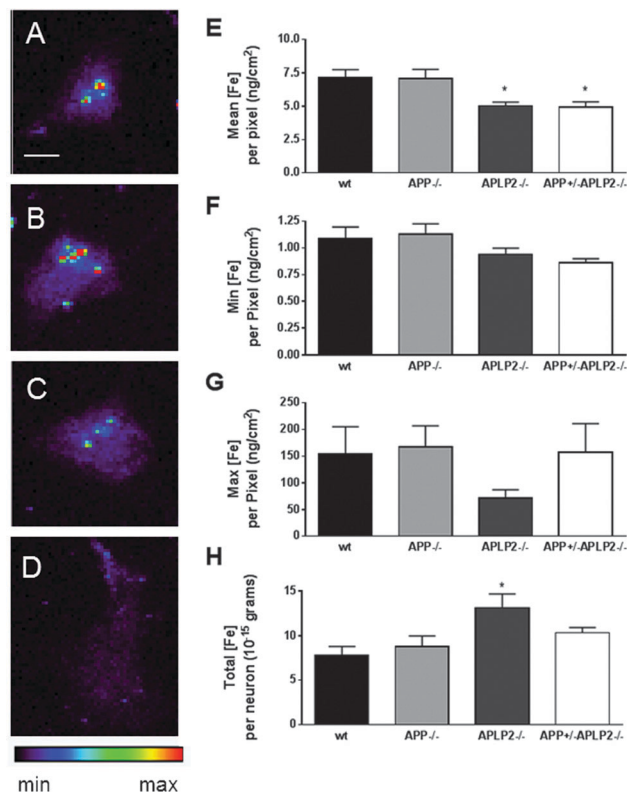 A
B
C
D
min max
E
Mean [Fe]
per pixel (ng/cm²)
10.0
7.5
5.0
2.5
0.0
* *
wt APP-/- APLP2-/- APP+/-APLP2-/-
F
Min [Fe]
per Pixel (ng/cm²)
1.25
1.00
0.75
0.50
0.25
0.00
wt APP-/- APLP2-/- APP+/-APLP2-/-
G
Max [Fe]
per Pixel (ng/cm²)
250
200
150
100
50
0
wt APP-/- APLP2-/- APP+/-APLP2-/-
H
Total [Fe]
per neuron (10⁻¹⁵ grams)
15
10
5
0
*
wt APP-/- APLP2-/- APP+/-APLP2-/-